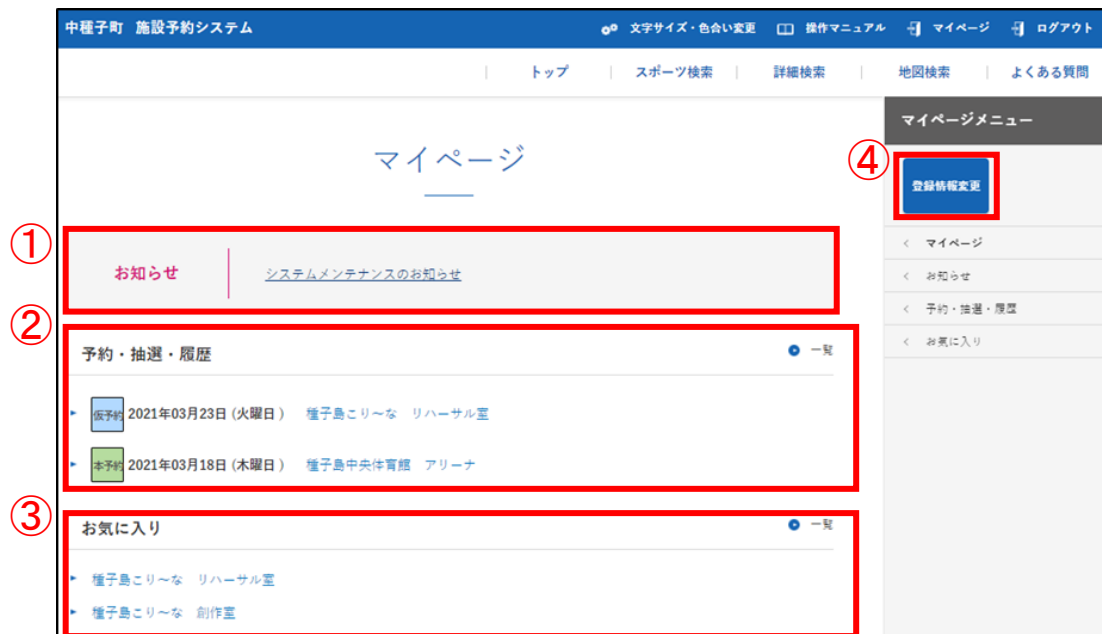 中種子町 施設予約システム
文字サイズ・色合い変更 操作マニュアル マイページ ログアウト
トップ スポーツ検索 詳細検索 地図検索 よくある質問
マイページメニュー
マイページ
④
登録情報変更
①
< マイページ
お知らせ システムメンテナンスのお知らせ
< お知らせ
< 予約・抽選・履歴
②
< お気に入り
予約・抽選・履歴 一覧
仮予約 2021年03月23日 (火曜日) 種子島こり〜な リハーサル室
本予約 2021年03月18日 (木曜日) 種子島中央体育館 アリーナ
③
お気に入り 一覧
種子島こり〜な リハーサル室
種子島こり〜な 創作室